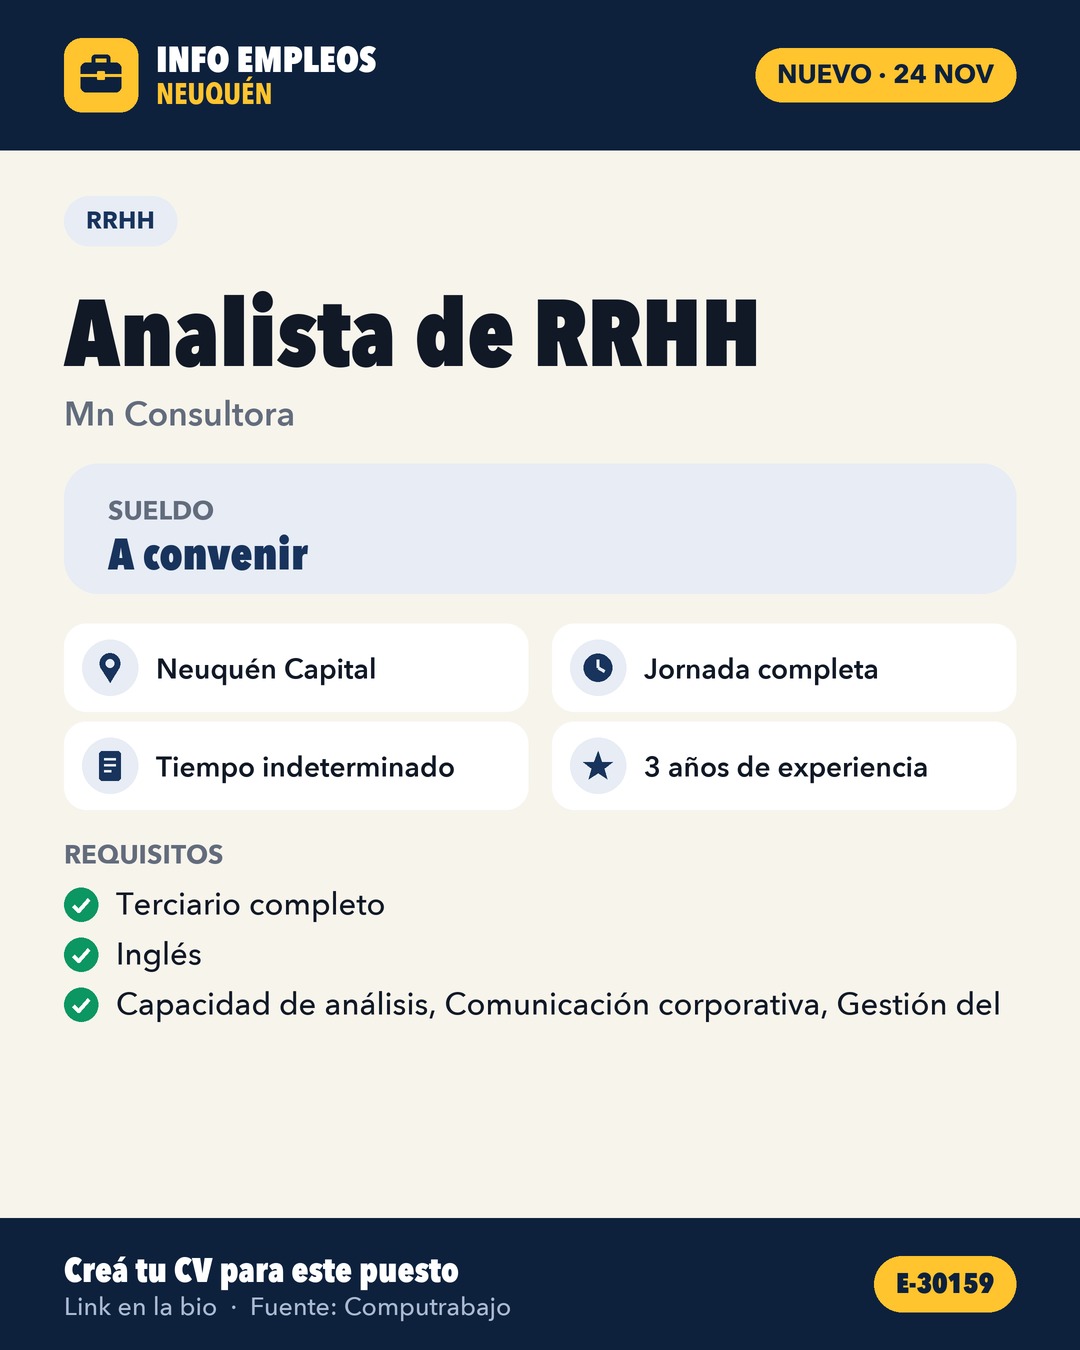 INFO EMPLEOS
NEUQUÉN
NUEVO · 24 NOV
RRHH
Analista de RRHH
Mn Consultora
SUELDO
A convenir
Neuquén Capital
Jornada completa
Tiempo indeterminado
3 años de experiencia
REQUISITOS
Terciario completo
Inglés
Capacidad de análisis, Comunicación corporativa, Gestión del
Creá tu CV para este puesto
Link en la bio · Fuente: Computrabajo
E-30159